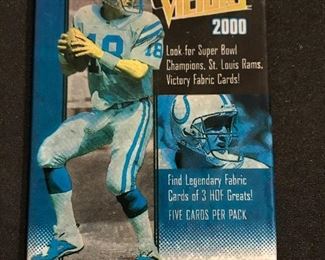 VICTORY
2000
Look for Super Bowl
Champions, St. Louis Rams,
Victory Fabric Cards!
18
18
Find Legendary Fabric
Cards of 3 HOF Greats!
FIVE CARDS PER PACK